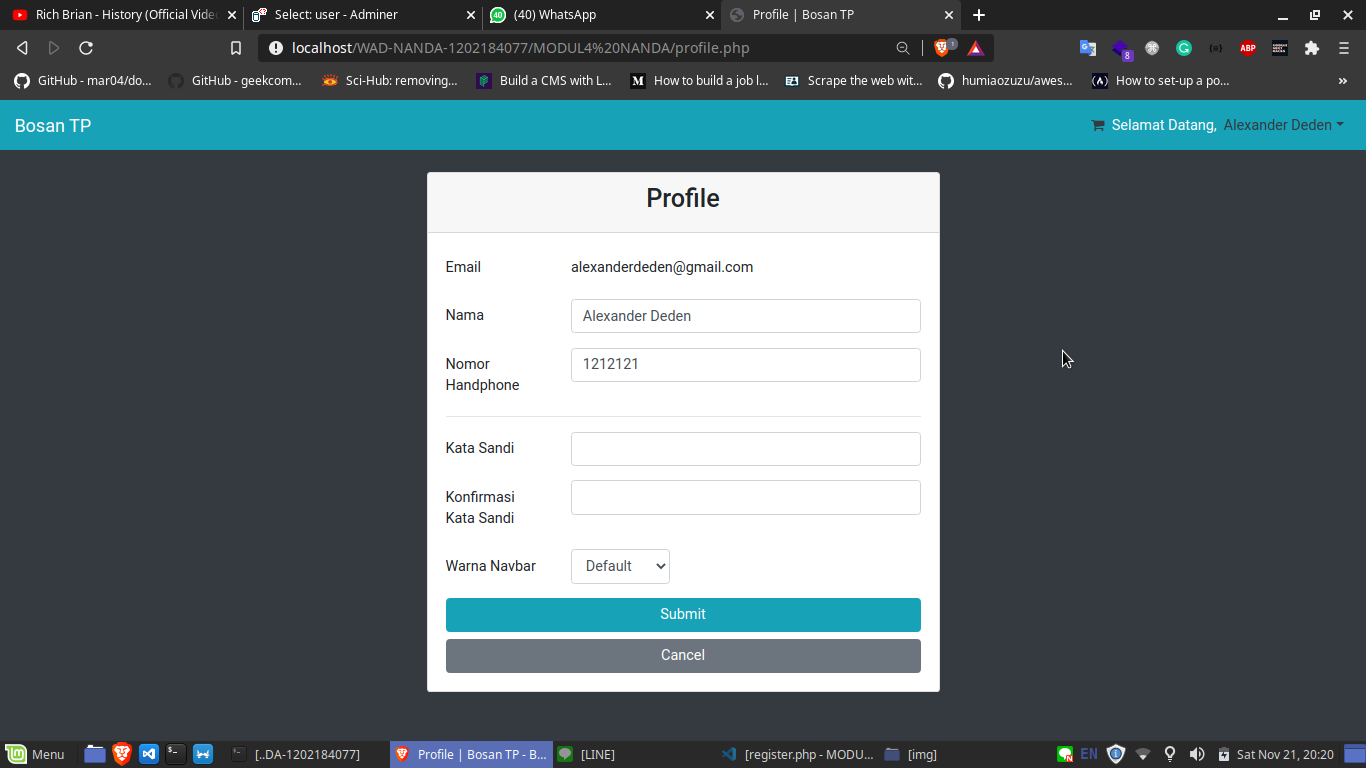 Rich Brian - History (Official Vide
Select: user - Adminer
(40) WhatsApp
Profile | Bosan TP
localhost/WAD-NANDA-1202184077/MODUL4%20NANDA/profile.php
GitHub - mar04/do...
GitHub - geekcom...
Sci-Hub: removing...
Build a CMS with L...
How to build a job l...
Scrape the web wit...
humiaozuzu/awes...
How to set-up a po...
Bosan TP
Selamat Datang, Alexander Deden
Profile
Email
alexanderdeden@gmail.com
Nama
Alexander Deden
Nomor
Handphone
1212121
Kata Sandi
Konfirmasi
Kata Sandi
Warna Navbar
Default
Submit
Cancel
Menu
[..DA-1202184077]
Profile | Bosan TP - B...
[LINE]
[register.php - MODU...
[img]
EN
Sat Nov 21, 20:20